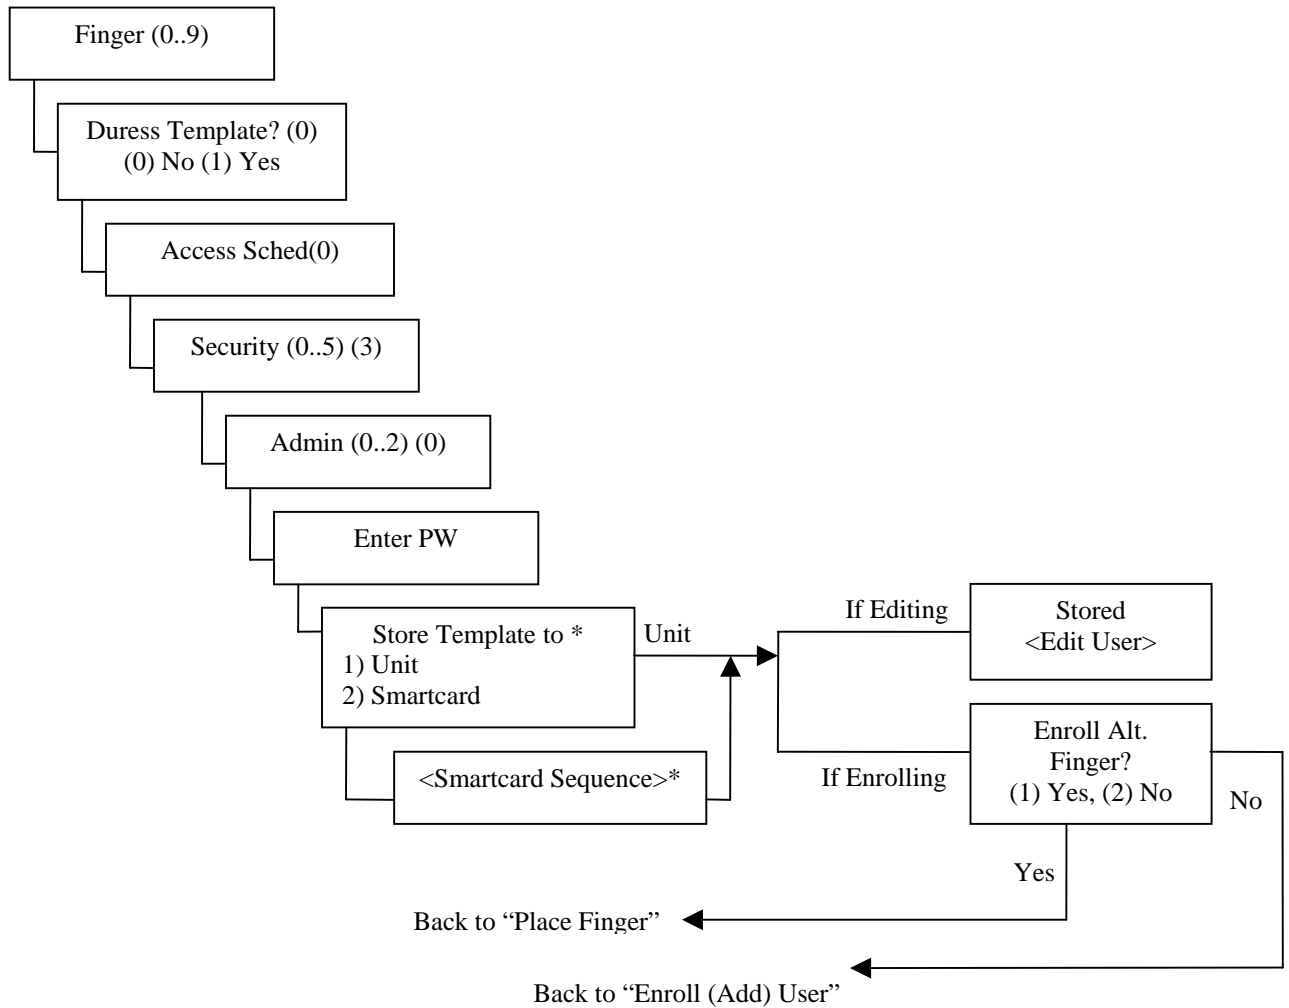 Finger (0..9)
Duress Template? (0)
(0) No (1) Yes
Access Sched(0)
Security (0..5) (3)
Admin (0..2) (0)
Enter PW
Store Template to *
1) Unit
2) Smartcard
Unit
<Smartcard Sequence>*
If Editing
Stored
<Edit User>
If Enrolling
Enroll Alt.
Finger?
(1) Yes, (2) No
No
Yes
Back to “Place Finger”
Back to “Enroll (Add) User”